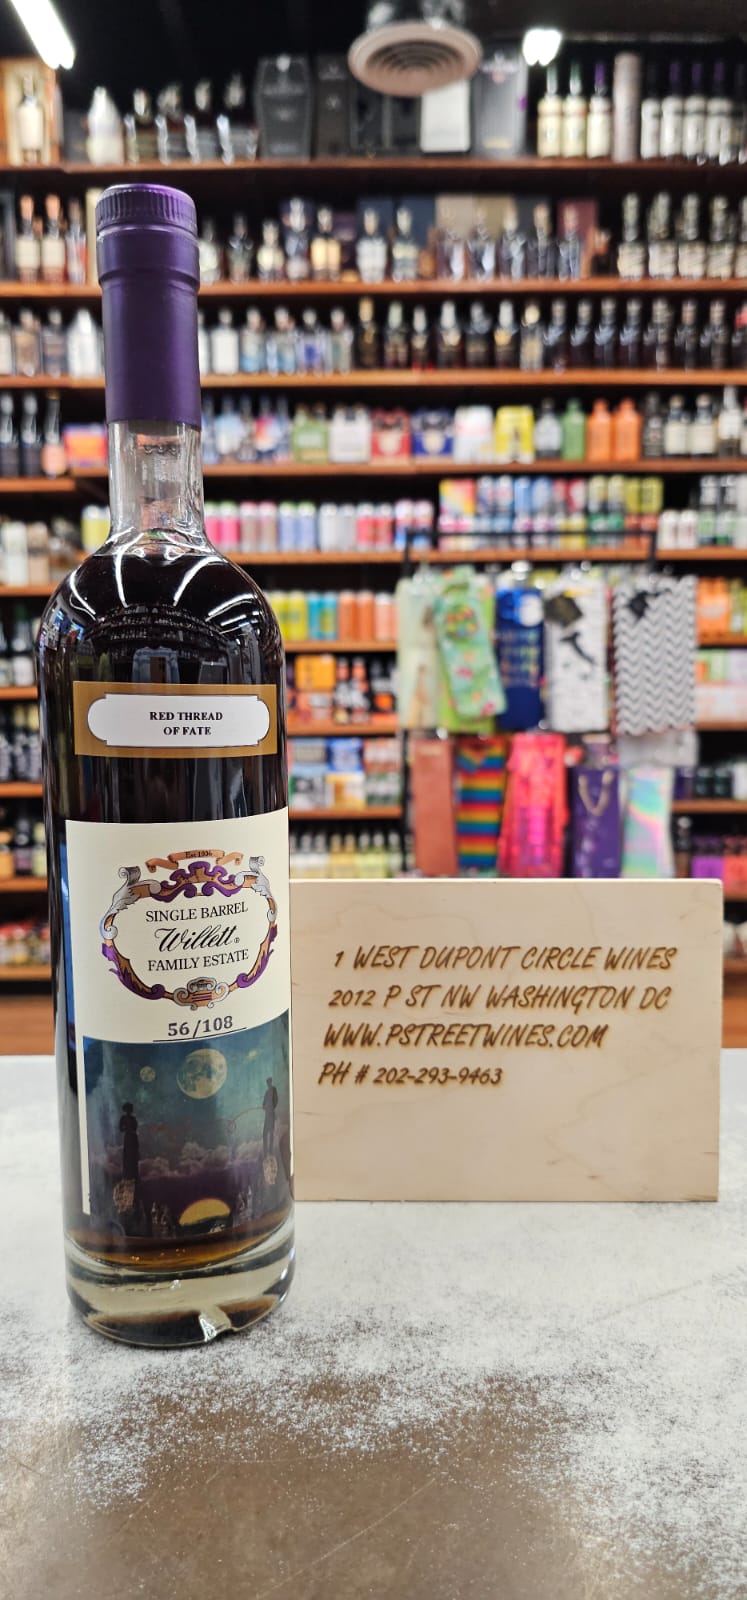 RED THREAD
OF FATE
Est 1936
SINGLE BARREL
Willett®
FAMILY ESTATE
56/108
1 WEST DUPONT CIRCLE WINES
2012 P ST NW WASHINGTON DC
WWW.PSTREETWINES.COM
PH # 202-293-9463